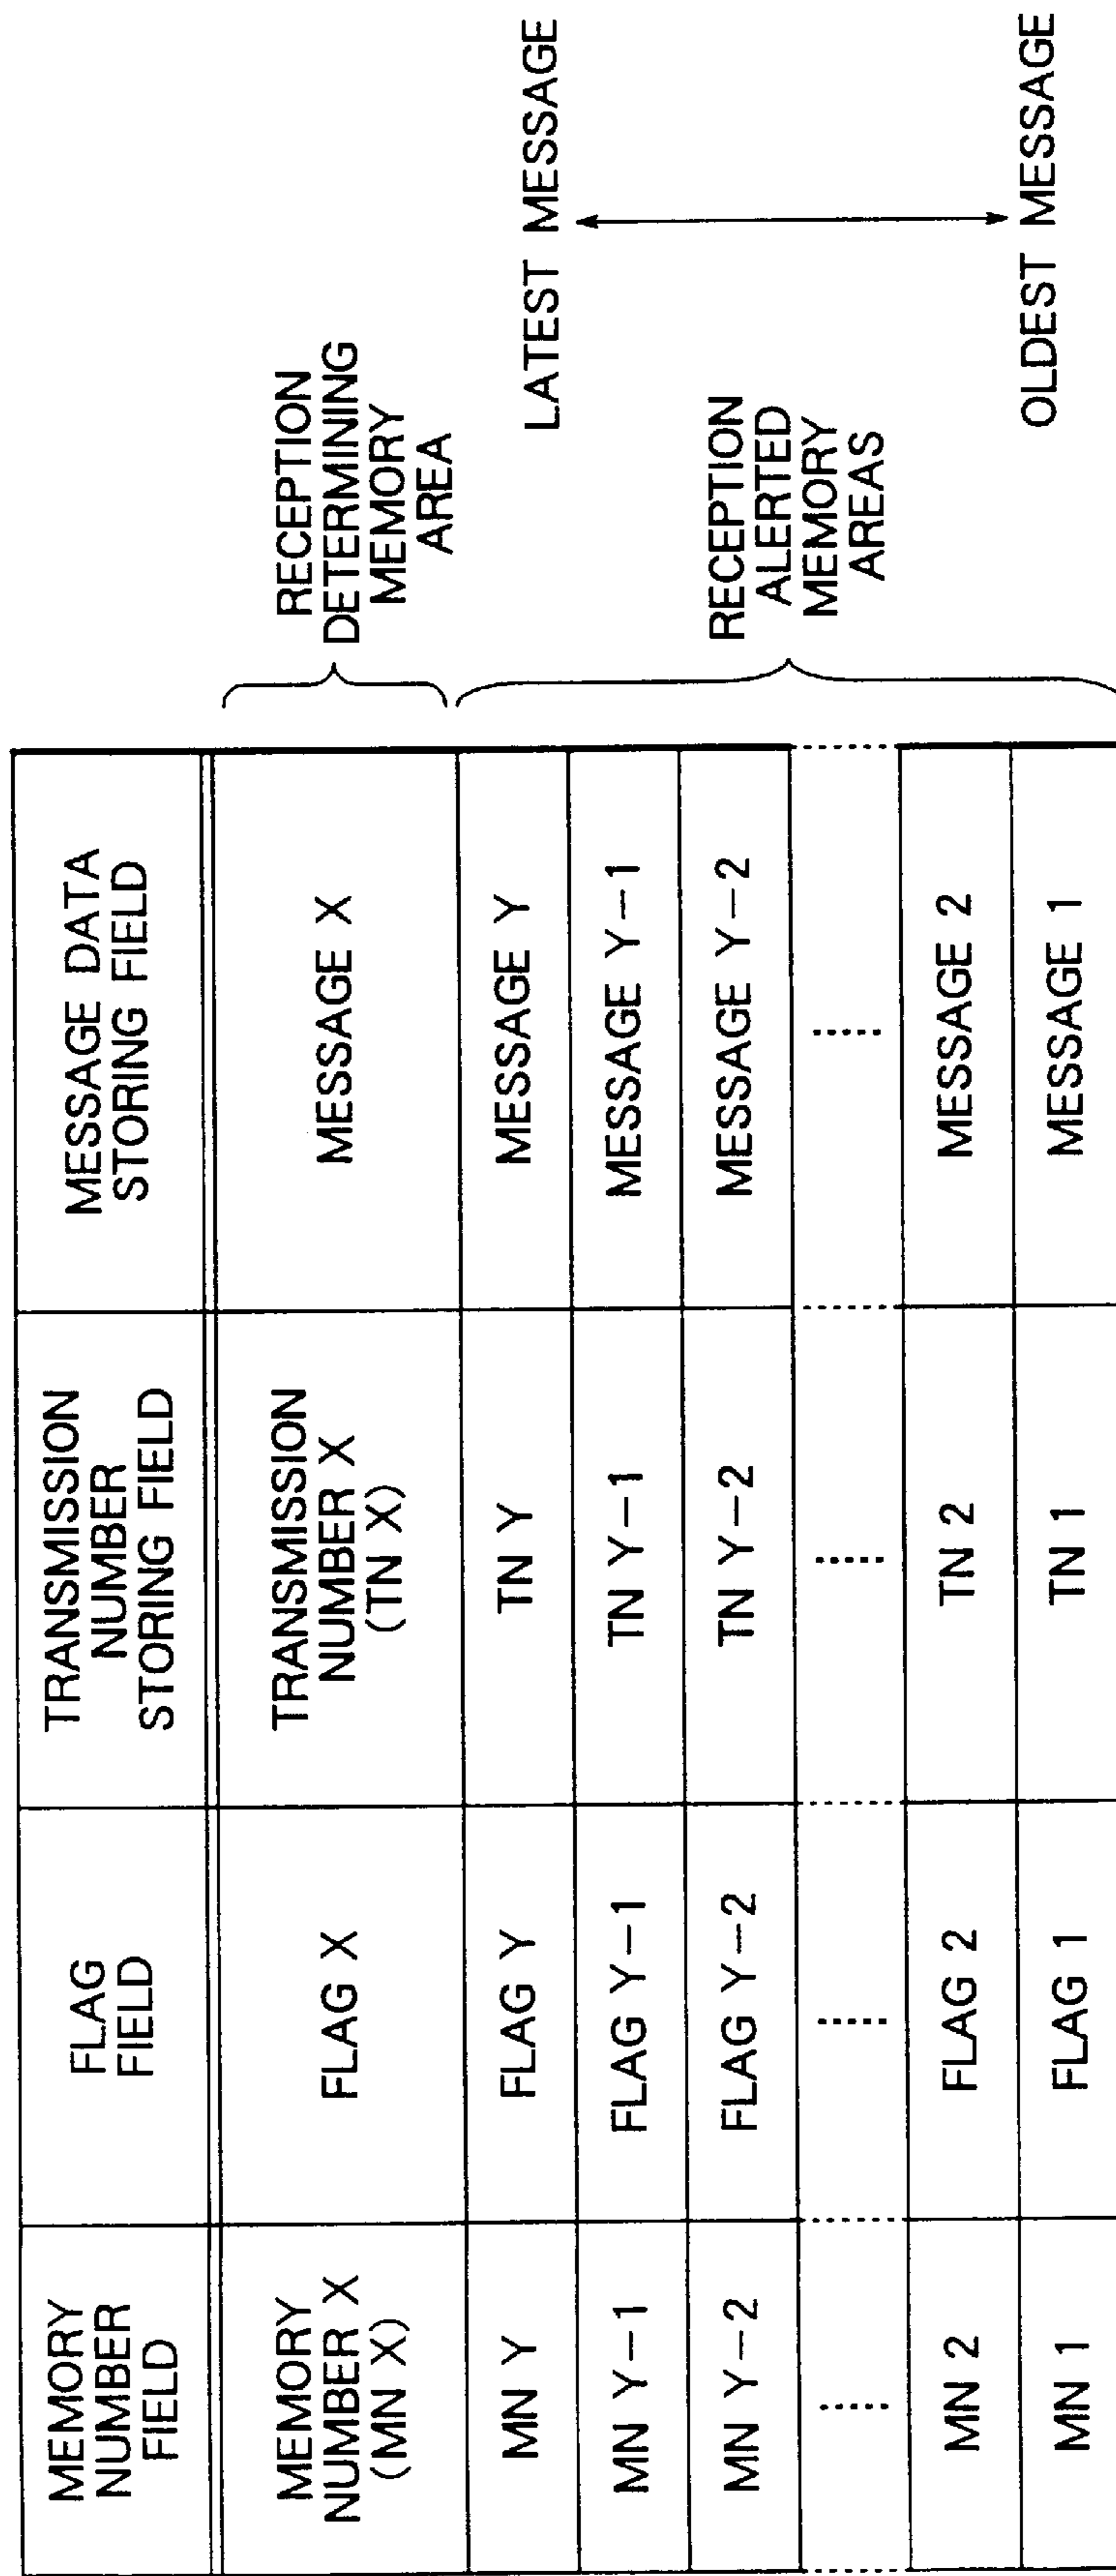 MEMORY
NUMBER
FIELD
FLAG
FIELD
TRANSMISSION
NUMBER
STORING FIELD
MESSAGE DATA
STORING FIELD
MEMORY
NUMBER X
(MN X)
FLAG X
TRANSMISSION
NUMBER X
(TN X)
MESSAGE X
RECEPTION
DETERMINING
MEMORY
AREA
MN Y
FLAG Y
TN Y
MESSAGE Y
MN Y−1
FLAG Y−1
TN Y−1
MESSAGE Y−1
MN Y−2
FLAG Y−2
TN Y−2
MESSAGE Y−2
......
......
......
......
MN 2
FLAG 2
TN 2
MESSAGE 2
MN 1
FLAG 1
TN 1
MESSAGE 1
RECEPTION
ALERTED
MEMORY
AREAS
LATEST MESSAGE
OLDEST MESSAGE